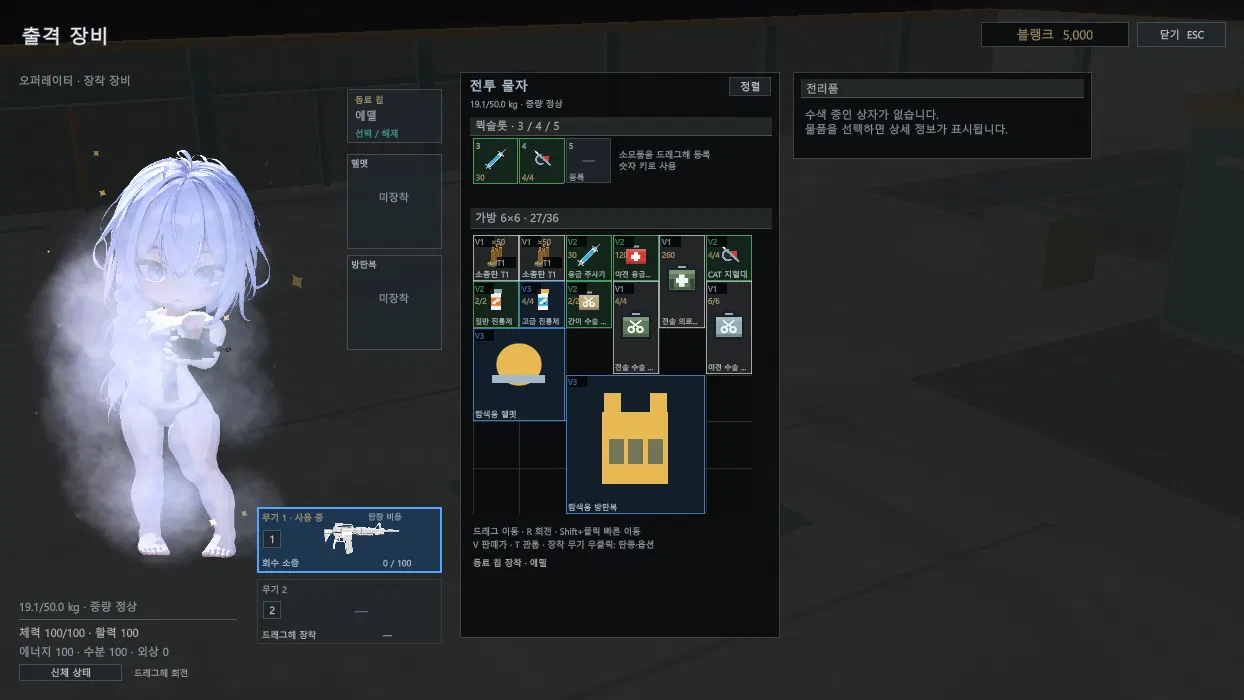 출격 장비
블랭크 5,000
닫기 ESC
오퍼레이터 · 장착 장비
동료 칩
에델
선택 / 해제
헬멧
미장착
방탄복
미장착
무기 1 · 사용 중
탄창 비움
1
회수 소총
0 / 100
무기 2
2
—
드래그해 장착
—
19.1/50.0 kg · 중량 정상
체력 100/100 · 활력 100
에너지 100 · 수분 100 · 외상 0
신체 상태
드래그해 회전
전투 물자
정렬
19.1/50.0 kg · 중량 정상
퀵슬롯 · 3 / 4 / 5
3
30
4
4/4
5
—
등록
소모품을 드래그해 등록
숫자 키로 사용
가방 6×6 · 27/36
V1 ×50
T1
소총탄 T1
V1 ×50
T1
소총탄 T1
V2
30
응급 주사기
V2
120
야전 응급...
V1
260
전술 의료...
V2
4/4
CAT 지혈대
V2
2/2
일반 진통제
V3
4/4
고급 진통제
V2
2/2
간이 수술 ...
V1
4/4
전술 수술 ...
V1
6/6
야전 수술 ...
V3
탐색용 헬멧
V3
탐색용 방탄복
드래그 이동 · R 회전 · Shift+클릭 빠른 이동
V 판매가 · T 관통 · 장착 무기 우클릭: 탄종·옵션
동료 칩 장착 · 에델
전리품
수색 중인 상자가 없습니다.
물품을 선택하면 상세 정보가 표시됩니다.